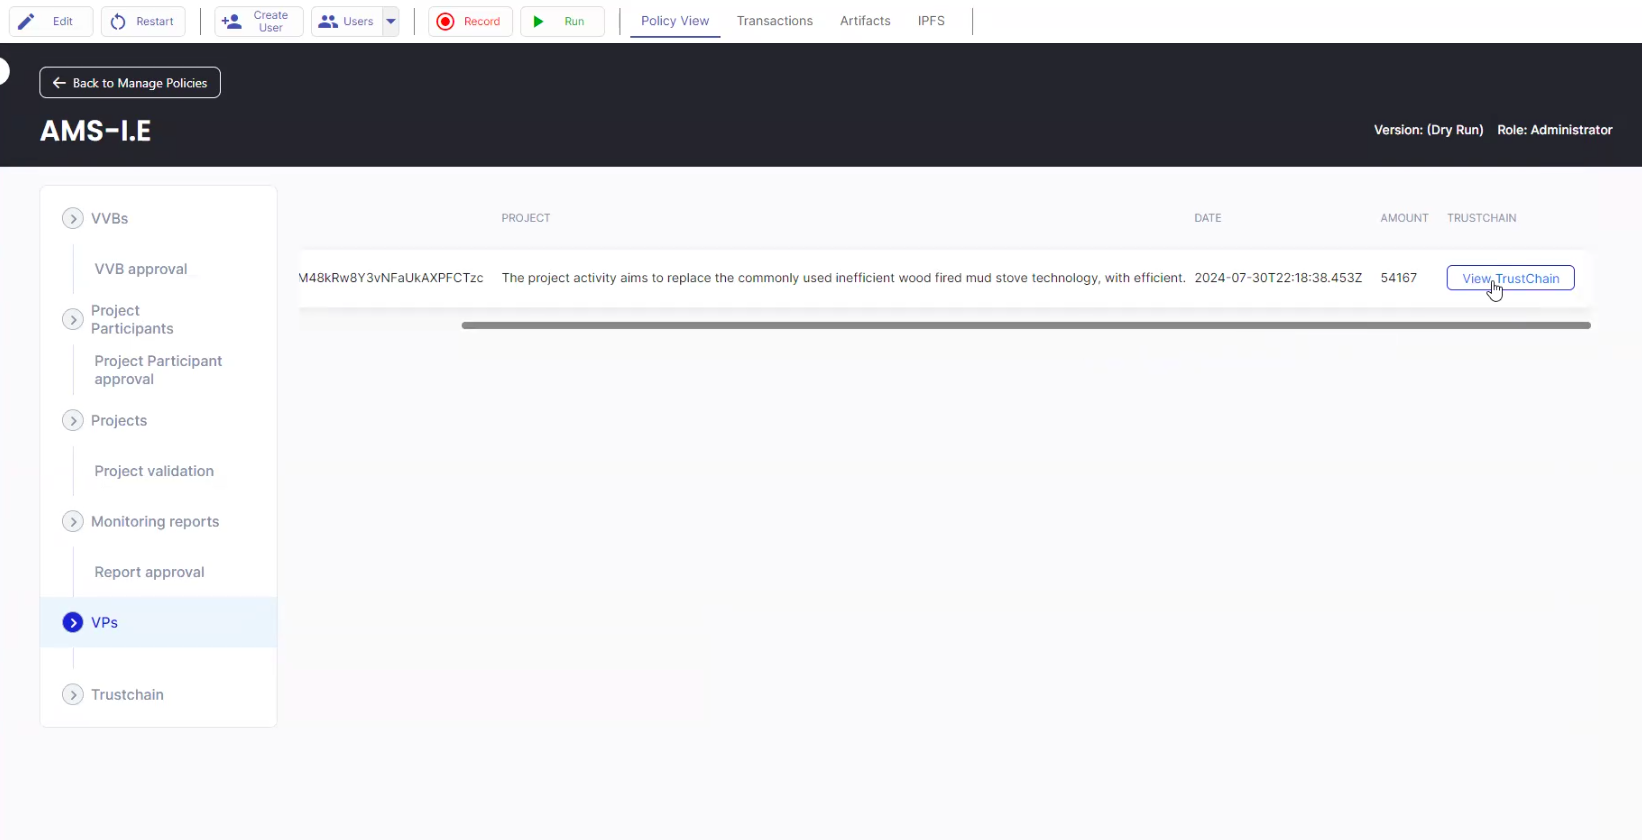 Edit
Restart
Create
User
Users
Record
Run
Policy View
Transactions
Artifacts
IPFS
Back to Manage Policies
AMS-I.E
Version: (Dry Run) Role: Administrator
VVBs
VVB approval
Project
Participants
Project Participant
approval
Projects
Project validation
Monitoring reports
Report approval
VPs
Trustchain
PROJECT DATE AMOUNT TRUSTCHAIN
M48kRw8Y3vNFaUkAXPFCTzc The project activity aims to replace the commonly used inefficient wood fired mud stove technology, with efficient. 2024-07-30T22:18:38.453Z 54167 View TrustChain